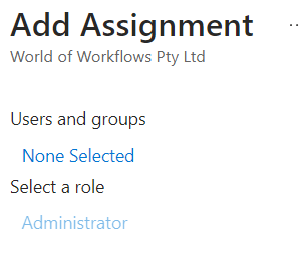 Add Assignment ..
World of Workflows Pty Ltd
Users and groups
None Selected
Select a role
Administrator